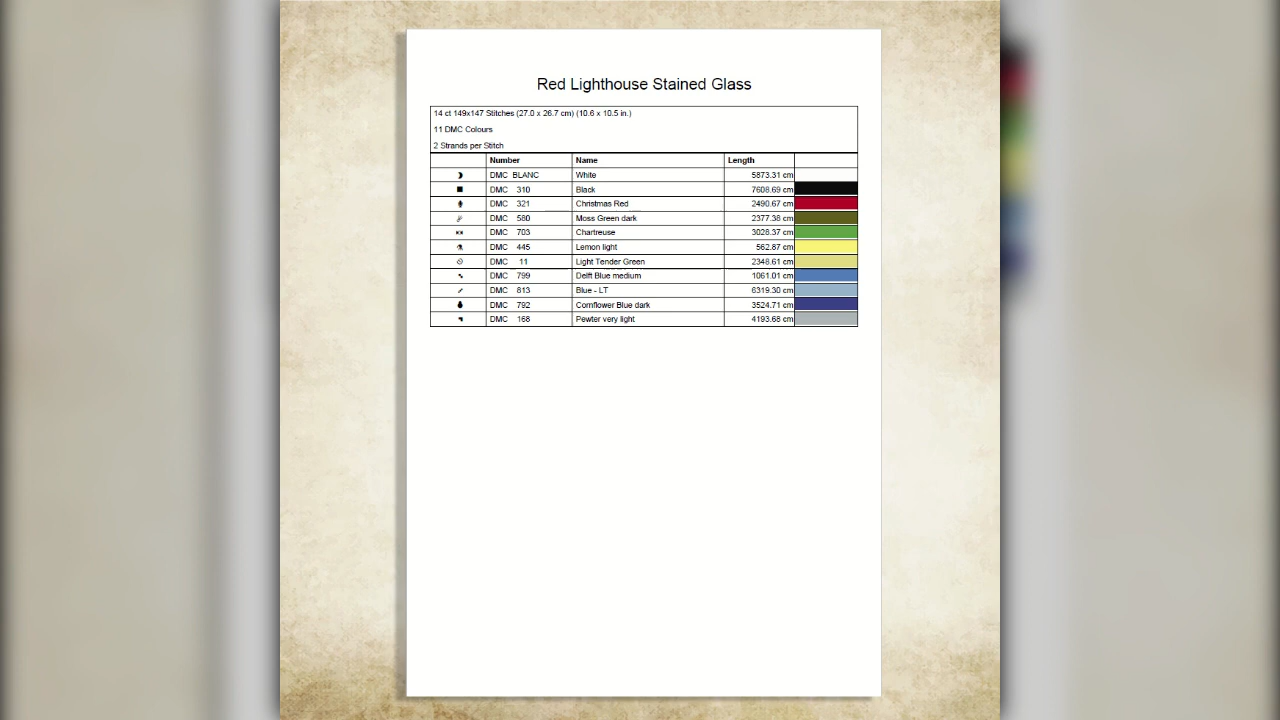 Red Lighthouse Stained Glass
14 ct 149x147 Stitches (27.0 x 26.7 cm) (10.6 x 10.5 in.)
11 DMC Colours
2 Strands per Stitch
Number Name Length
DMC BLANC White 5873.31 cm
DMC 310 Black 7608.69 cm
DMC 321 Christmas Red 2490.67 cm
DMC 580 Moss Green dark 2377.38 cm
DMC 703 Chartreuse 3028.37 cm
DMC 445 Lemon light 562.87 cm
DMC 11 Light Tender Green 2348.61 cm
DMC 799 Delft Blue medium 1061.01 cm
DMC 813 Blue - LT 6319.30 cm
DMC 792 Cornflower Blue dark 3524.71 cm
DMC 168 Pewter very light 4193.68 cm